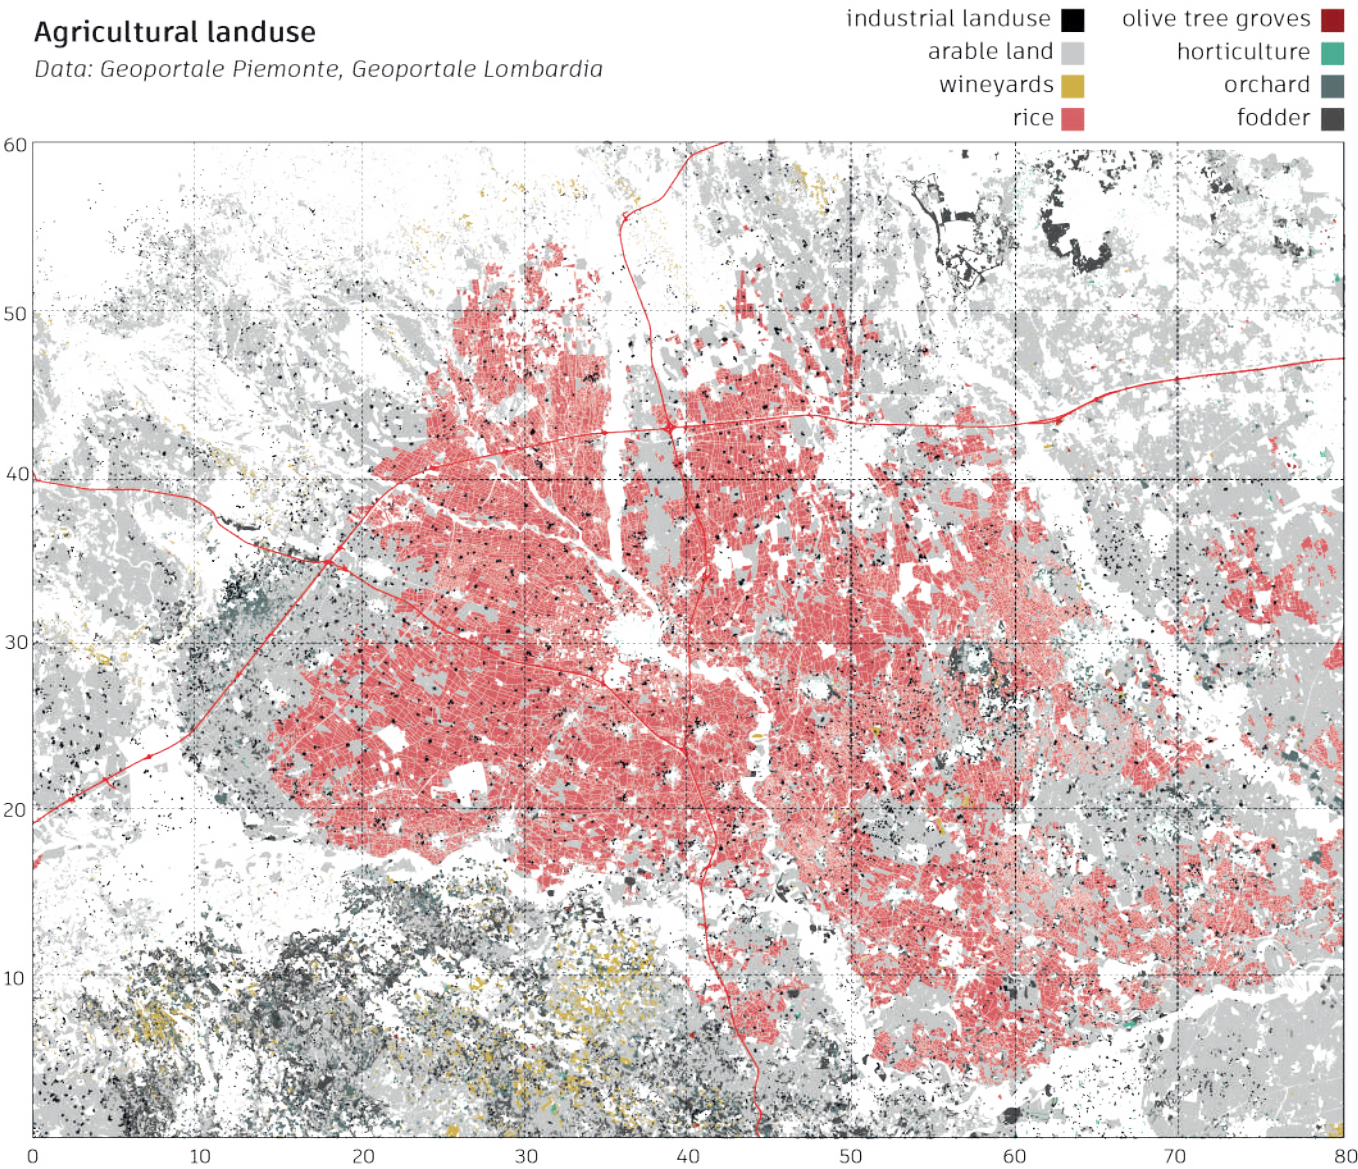 Agricultural landuse
Data: Geoportale Piemonte, Geoportale Lombardia
industrial landuse
arable land
wineyards
rice
olive tree groves
horticulture
orchard
fodder
60
50
40
30
20
10
0 10 20 30 40 50 60 70 80